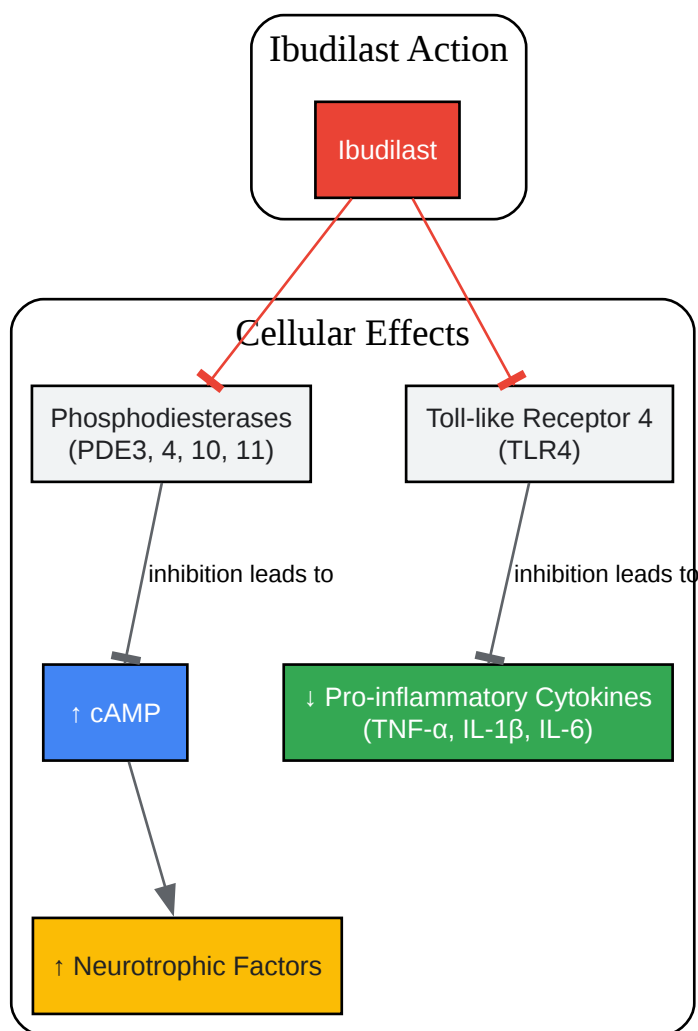 Ibudilast Action
Ibudilast
Cellular Effects
Phosphodiesterases
(PDE3, 4, 10, 11)
Toll-like Receptor 4
(TLR4)
inhibition leads to
inhibition leads to
↑ cAMP
↓ Pro-inflammatory Cytokines
(TNF-α, IL-1β, IL-6)
↑ Neurotrophic Factors